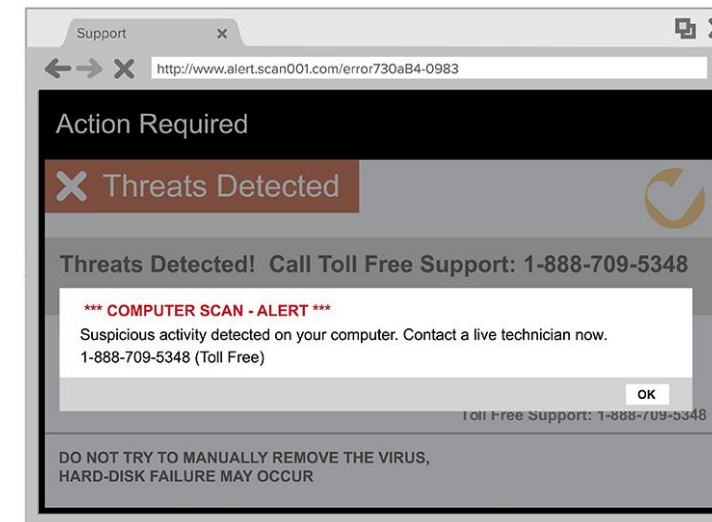 Support
http://www.alert.scan001.com/error730aB4-0983
Action Required
Threats Detected
Threats Detected! Call Toll Free Support: 1-888-709-5348
*** COMPUTER SCAN - ALERT ***
Suspicious activity detected on your computer. Contact a live technician now.
1-888-709-5348 (Toll Free)
OK
Toll Free Support: 1-888-709-5348
DO NOT TRY TO MANUALLY REMOVE THE VIRUS,
HARD-DISK FAILURE MAY OCCUR